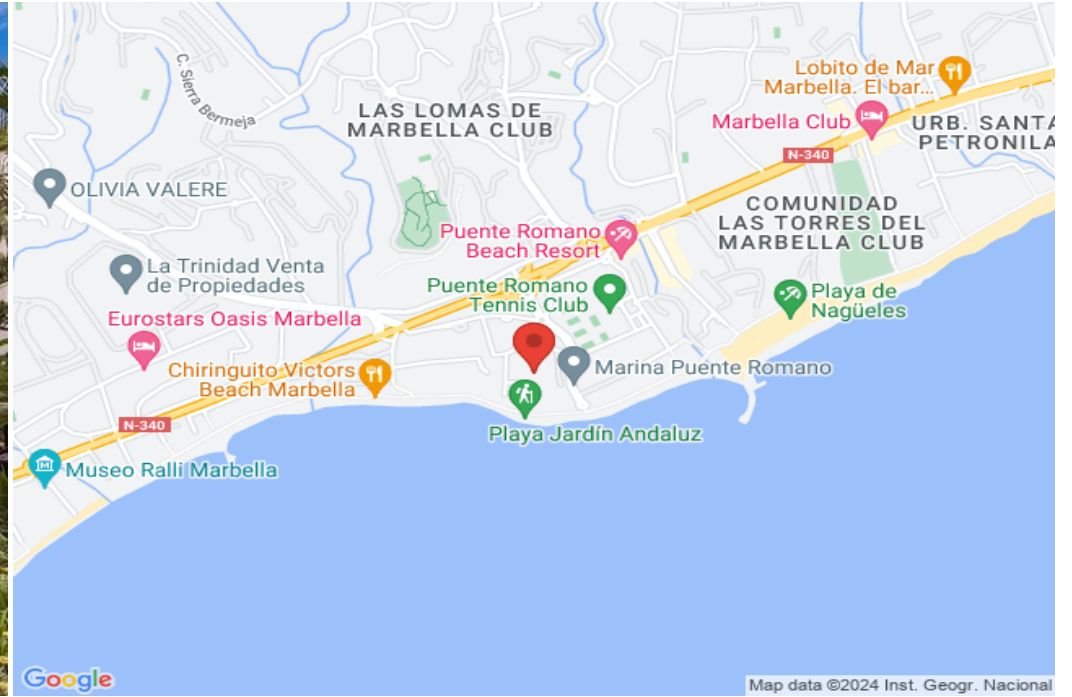 C. Sierra Bermeja
LAS LOMAS DE
MARBELLA CLUB
Lobito de Mar
Marbella. El bar...
Marbella Club
URB. SANTA
PETRONILA
N-340
OLIVIA VALERE
COMUNIDAD
LAS TORRES DEL
MARBELLA CLUB
Puente Romano
Beach Resort
La Trinidad Venta
de Propiedades
Puente Romano
Tennis Club
Playa de
Nagüeles
Eurostars Oasis Marbella
Chiringuito Victors
Beach Marbella
Marina Puente Romano
N-340
Playa Jardín Andaluz
Museo Ralli Marbella
Google
Map data ©2024 Inst. Geogr. Nacional